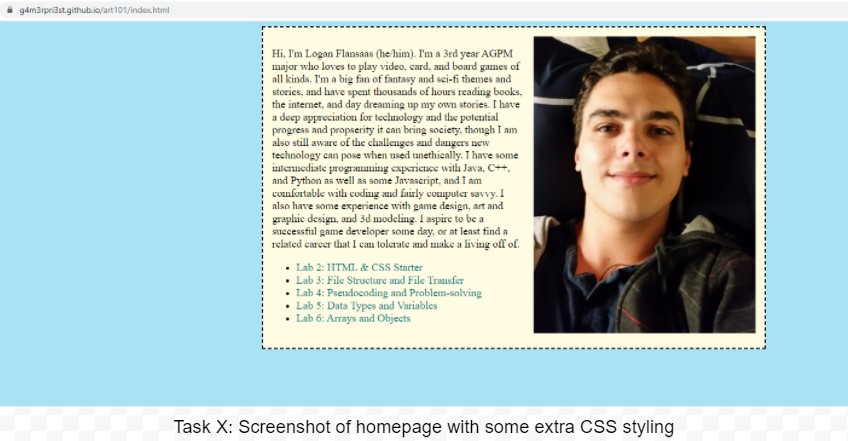 g4m3rpri3st.github.io/art101/index.html
Hi, I'm Logan Flansaas (he/him). I'm a 3rd year AGPM
major who loves to play video, card, and board games of
all kinds. I'm a big fan of fantasy and sci-fi themes and
stories, and have spent thousands of hours reading books,
the internet, and day dreaming up my own stories. I have
a deep appreciation for technology and the potential
progress and propserity it can bring society, though I am
also still aware of the challenges and dangers new
technology can pose when used unethically. I have some
intermediate programming experience with Java, C++,
and Python as well as some Javascript, and I am
comfortable with coding and fairly computer savvy. I
also have some experience with game design, art and
graphic design, and 3d modeling. I aspire to be a
successful game developer some day, or at least find a
related career that I can tolerate and make a living off of.
• Lab 2: HTML & CSS Starter
• Lab 3: File Structure and File Transfer
• Lab 4: Pseudocoding and Problem-solving
• Lab 5: Data Types and Variables
• Lab 6: Arrays and Objects
Task X: Screenshot of homepage with some extra CSS styling